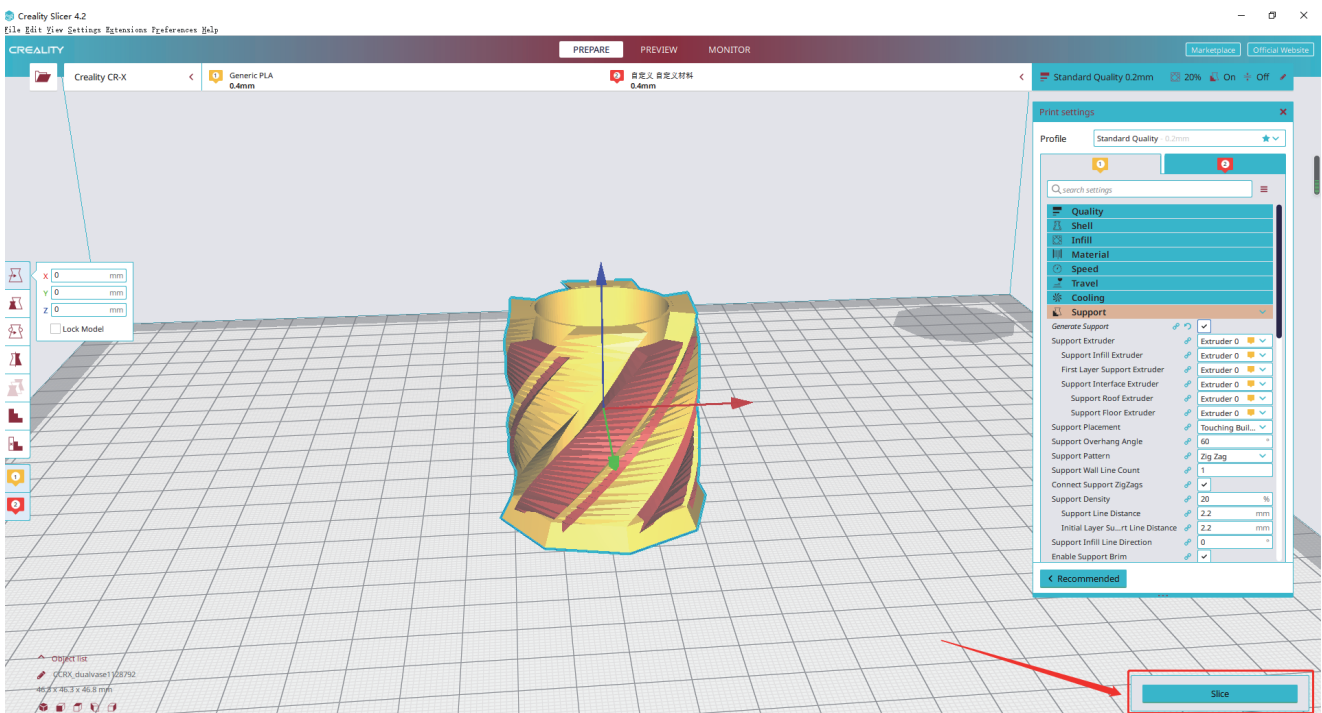 Creality Slicer 4.2
File Edit View Settings Extensions Preferences Help
CREALITY
PREPARE PREVIEW MONITOR
Marketplace Official Website
Creality CR-X
1 Generic PLA
0.4mm
2 自定义 自定义材料
0.4mm
Standard Quality 0.2mm 20% On Off
Print settings
Profile Standard Quality 0.2mm
1 2
search settings
Quality
Shell
Infill
Material
Speed
Travel
Cooling
Support
Generate Support
Support Extruder Extruder 0
Support Infill Extruder Extruder 0
First Layer Support Extruder Extruder 0
Support Interface Extruder Extruder 0
Support Roof Extruder Extruder 0
Support Floor Extruder Extruder 0
Support Placement Touching Buil...
Support Overhang Angle 60 °
Support Pattern Zig Zag
Support Wall Line Count 1
Connect Support ZigZags
Support Density 20 %
Support Line Distance 2.2 mm
Initial Layer Su...rt Line Distance 2.2 mm
Support Infill Line Direction 0 °
Enable Support Brim
Recommended
X 0 mm
Y 0 mm
Z 0 mm
Lock Model
1
2
Object list
CCRX_dualvase1128792
46.3 x 46.3 x 46.8 mm
Slice